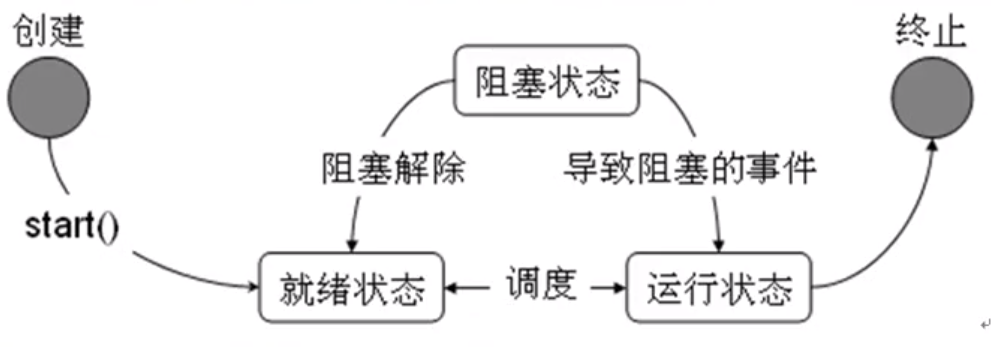 创建
终止
阻塞状态
阻塞解除
导致阻塞的事件
start()
就绪状态
调度
运行状态